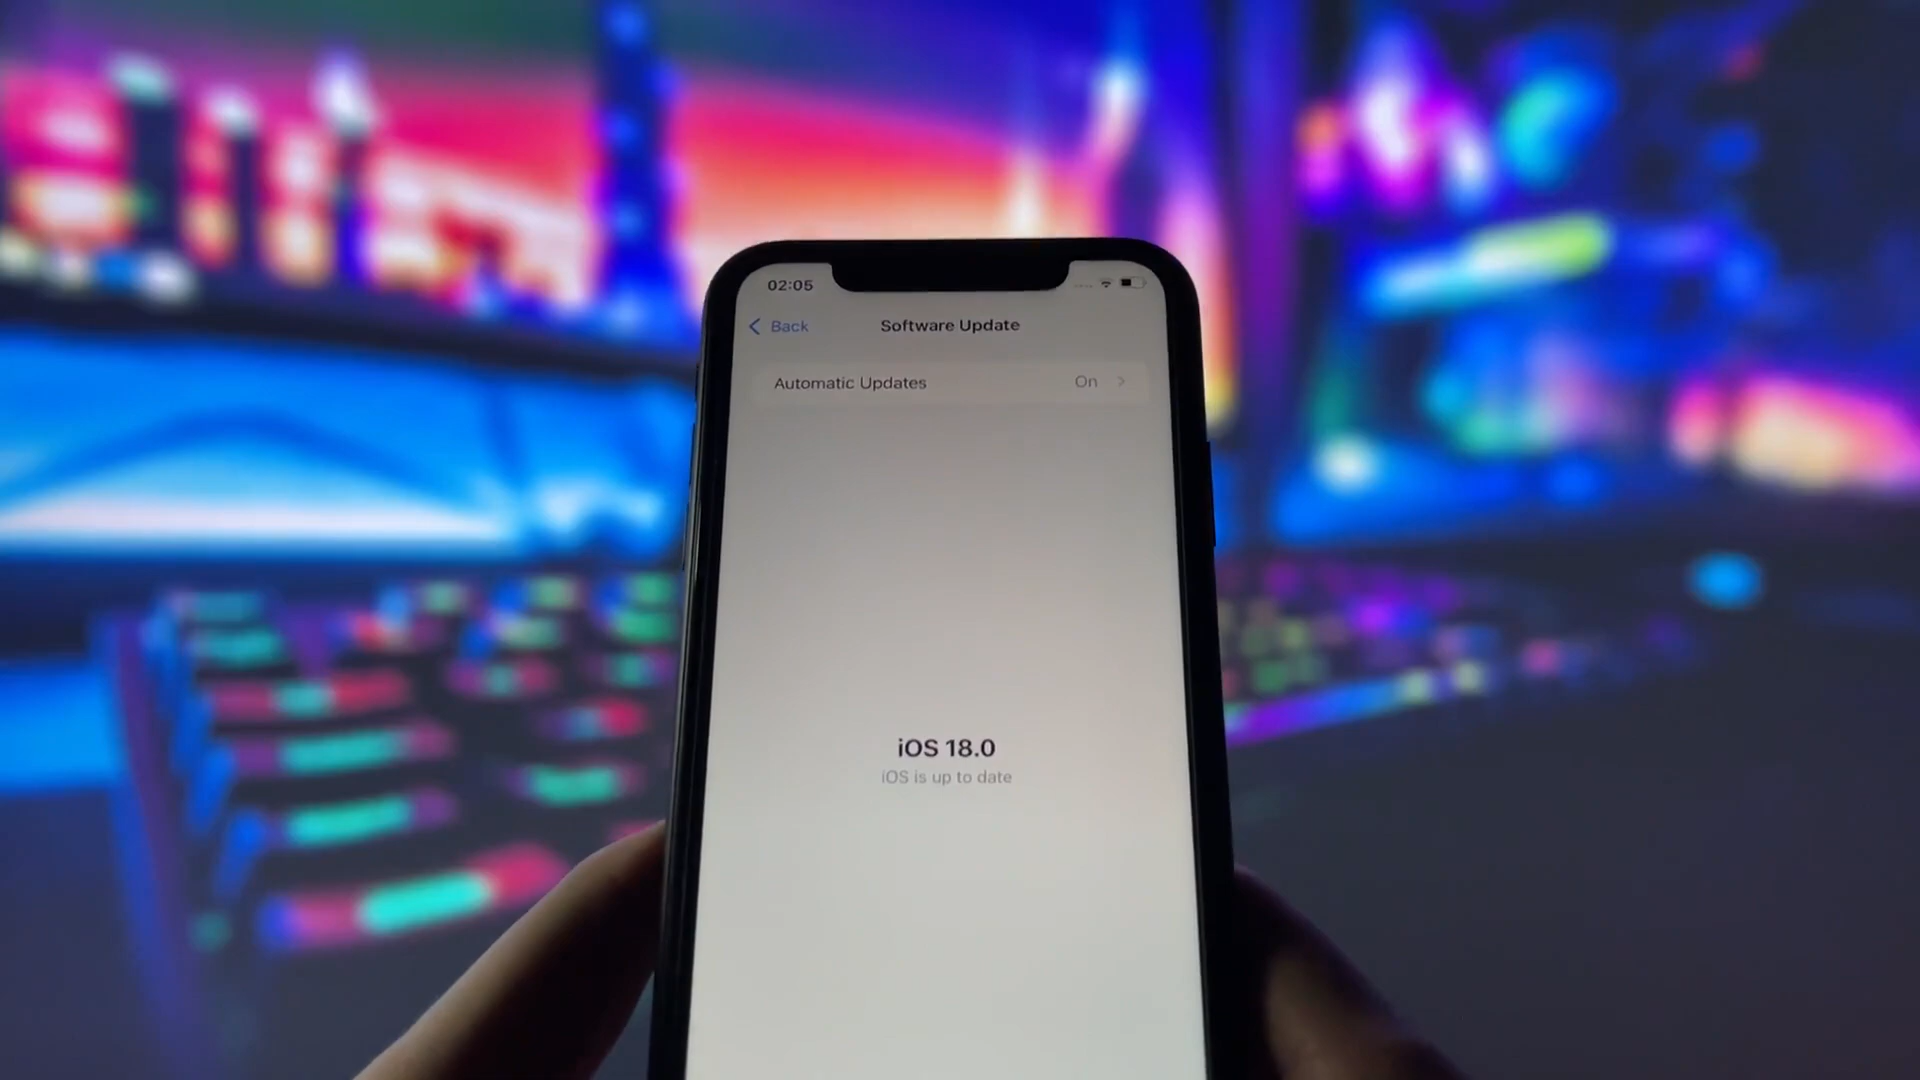 02:05
Back
Software Update
Automatic Updates
On
iOS 18.0
iOS is up to date